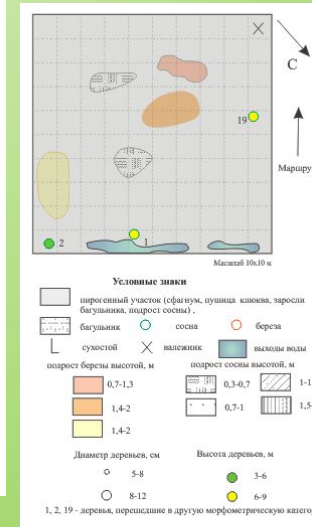 С
19
Маршру
2
1
Масштаб 10х10 м
Условные знаки
пирогенный участок (сфагнум, пушица клюква, заросли
багульника, подрост сосны) ,
багульник сосна береза
сухостой валежник выходы воды
подрост березы высотой, м подрост сосны высотой, м
0,7-1,3 0,3-0,7 1-1
1,4-2 0,7-1 1,5-
1,4-2
Диаметр деревьев, см Высота деревьев, м
5-8 3-6
8-12 6-9
1, 2, 19 - деревья, перешедшие в другую морфометрическую катего